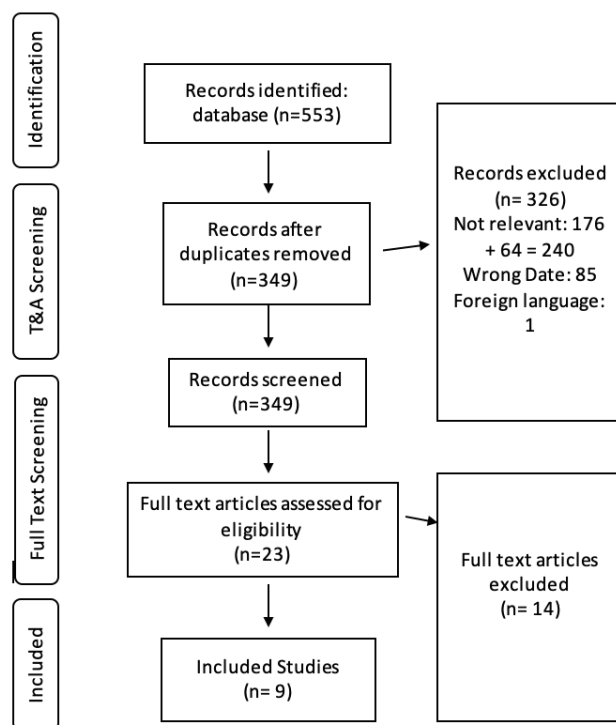 Identification
Records identified:
database (n=553)
T&A Screening
Records after
duplicates removed
(n=349)
Records excluded
(n= 326)
Not relevant: 176
+ 64 = 240
Wrong Date: 85
Foreign language:
1
Records screened
(n=349)
Full Text Screening
Full text articles assessed for
eligibility
(n=23)
Full text articles
excluded
(n= 14)
Included
Included Studies
(n= 9)